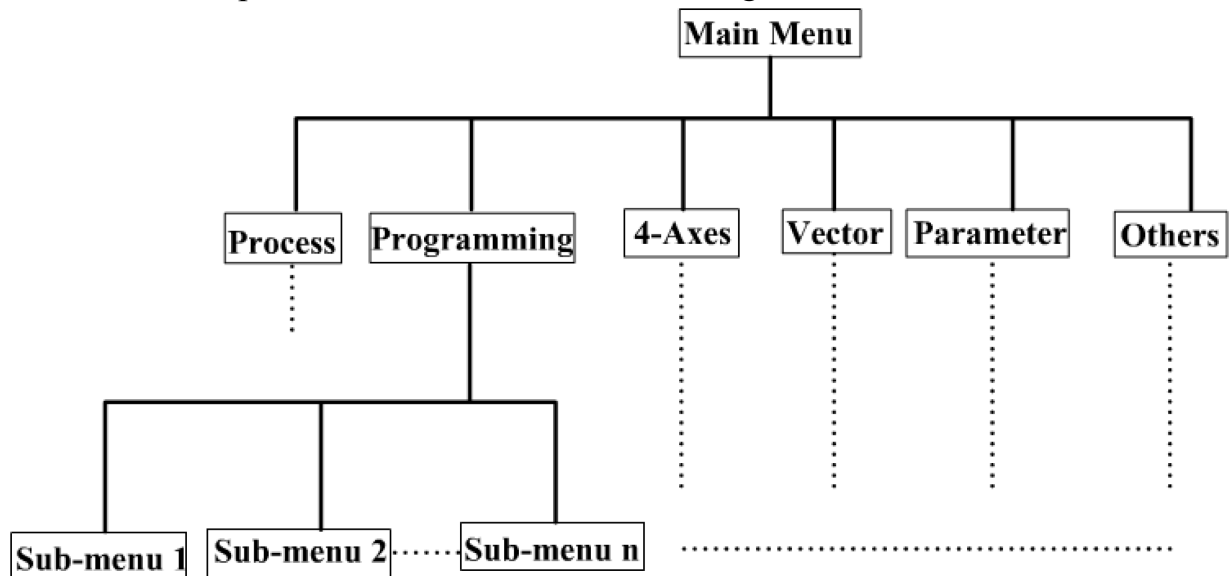 Main Menu
Process
Programming
4-Axes
Vector
Parameter
Others
Sub-menu 1
Sub-menu 2
Sub-menu n